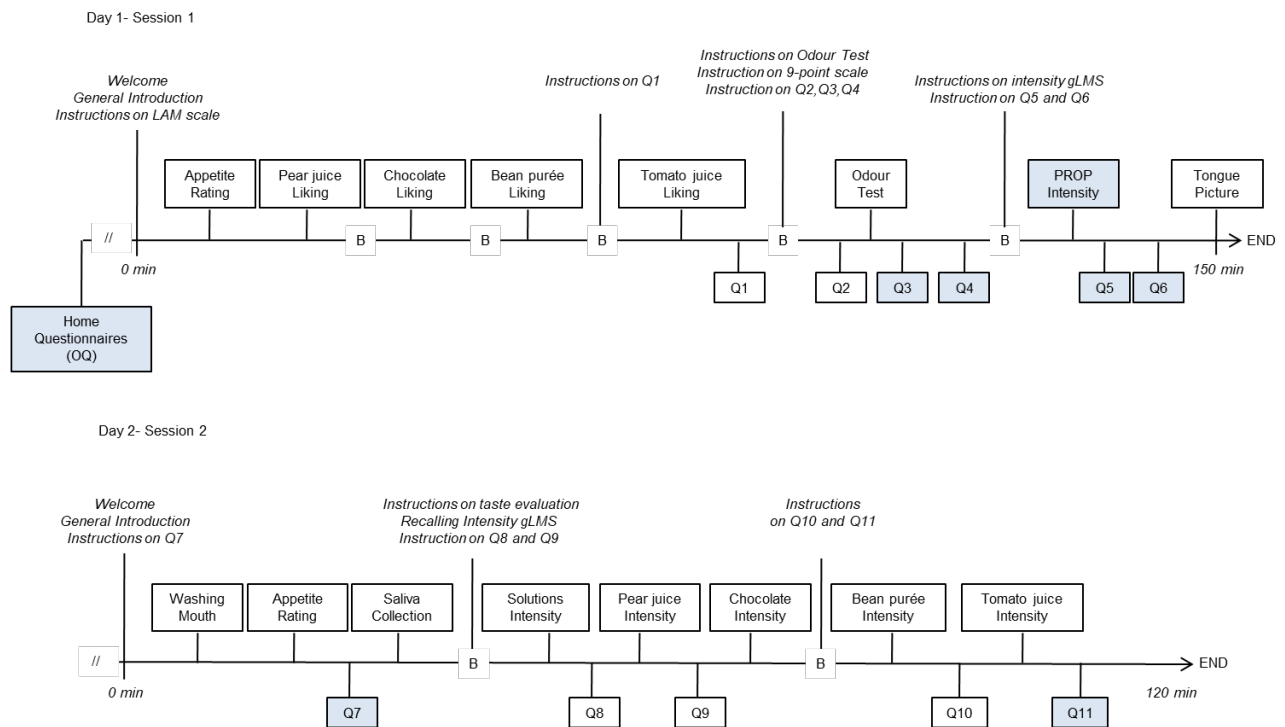 Day 1- Session 1
Welcome
General Introduction
Instructions on LAM scale
Instructions on Q1
Instructions on Odour Test
Instruction on 9-point scale
Instruction on Q2,Q3,Q4
Instructions on intensity gLMS
Instruction on Q5 and Q6
Appetite
Rating
Pear juice
Liking
Chocolate
Liking
Bean purée
Liking
Tomato juice
Liking
Odour
Test
PROP
Intensity
Tongue
Picture
//
B
B
B
B
B
END
0 min
150 min
Q1
Q2
Q3
Q4
Q5
Q6
Home
Questionnaires
(OQ)
Day 2- Session 2
Welcome
General Introduction
Instructions on Q7
Instructions on taste evaluation
Recalling Intensity gLMS
Instruction on Q8 and Q9
Instructions
on Q10 and Q11
Washing
Mouth
Appetite
Rating
Saliva
Collection
Solutions
Intensity
Pear juice
Intensity
Chocolate
Intensity
Bean purée
Intensity
Tomato juice
Intensity
//
B
B
END
0 min
120 min
Q7
Q8
Q9
Q10
Q11